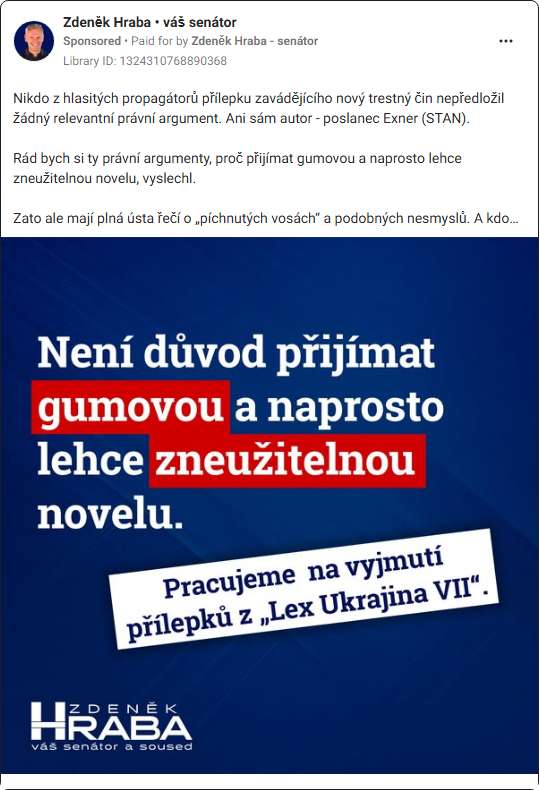 Zdeněk Hraba • váš senátor
Sponsored • Paid for by Zdeněk Hraba - senátor
Library ID: 1324310768890368
Nikdo z hlasitých propagátorů přílepku zavádějícího nový trestný čin nepředložil
žádný relevantní právní argument. Ani sám autor - poslanec Exner (STAN).
Rád bych si ty právní argumenty, proč přijímat gumovou a naprosto lehce
zneužitelnou novelu, vyslechl.
Zato ale mají plná ústa řečí o „píchnutých vosách“ a podobných nesmyslů. A kdo…
Není důvod přijímat
gumovou a naprosto
lehce zneužitelnou
novelu.
Pracujeme na vyjmutí
přílepků z „Lex Ukrajina VII“.
ZDENĚK
HRABA
váš senátor a soused